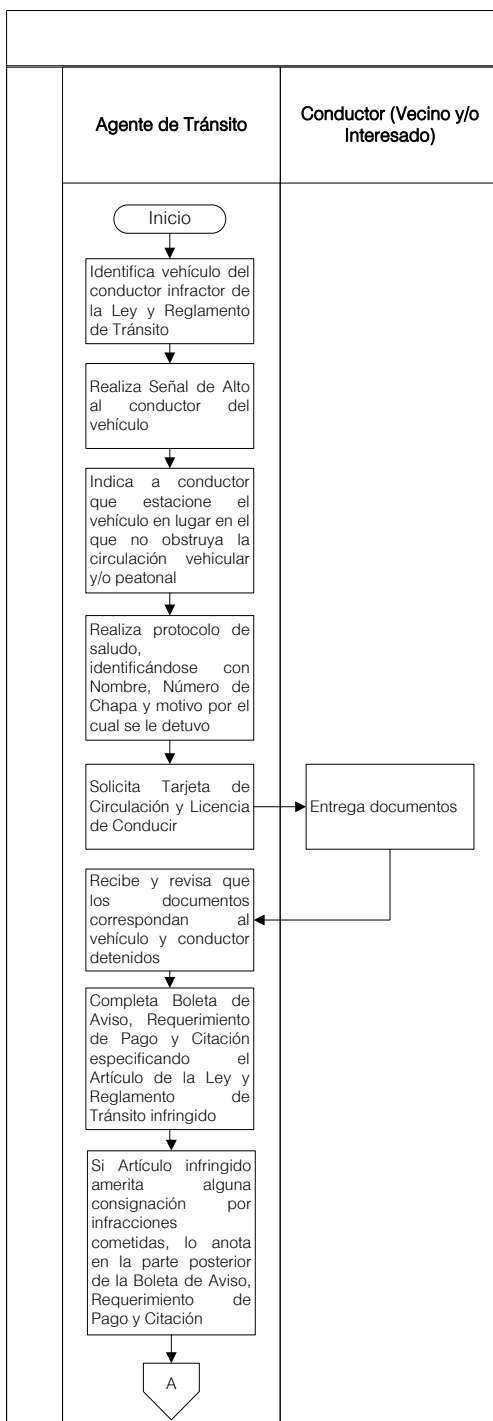 Agente de Tránsito
Conductor (Vecino y/o
Interesado)
Inicio
Identifica vehículo del
conductor infractor de
la Ley y Reglamento
de Tránsito
Realiza Señal de Alto
al conductor del
vehículo
Indica a conductor
que estacione el
vehículo en lugar en el
que no obstruya la
circulación vehicular
y/o peatonal
Realiza protocolo de
saludo,
identificándose con
Nombre, Número de
Chapa y motivo por el
cual se le detuvo
Solicita Tarjeta de
Circulación y Licencia
de Conducir
Entrega documentos
Recibe y revisa que
los documentos
correspondan al
vehículo y conductor
detenidos
Completa Boleta de
Aviso, Requerimiento
de Pago y Citación
especificando el
Artículo de la Ley y
Reglamento de
Tránsito infringido
Si Artículo infringido
amerita alguna
consignación por
infracciones
cometidas, lo anota
en la parte posterior
de la Boleta de Aviso,
Requerimiento de
Pago y Citación
A